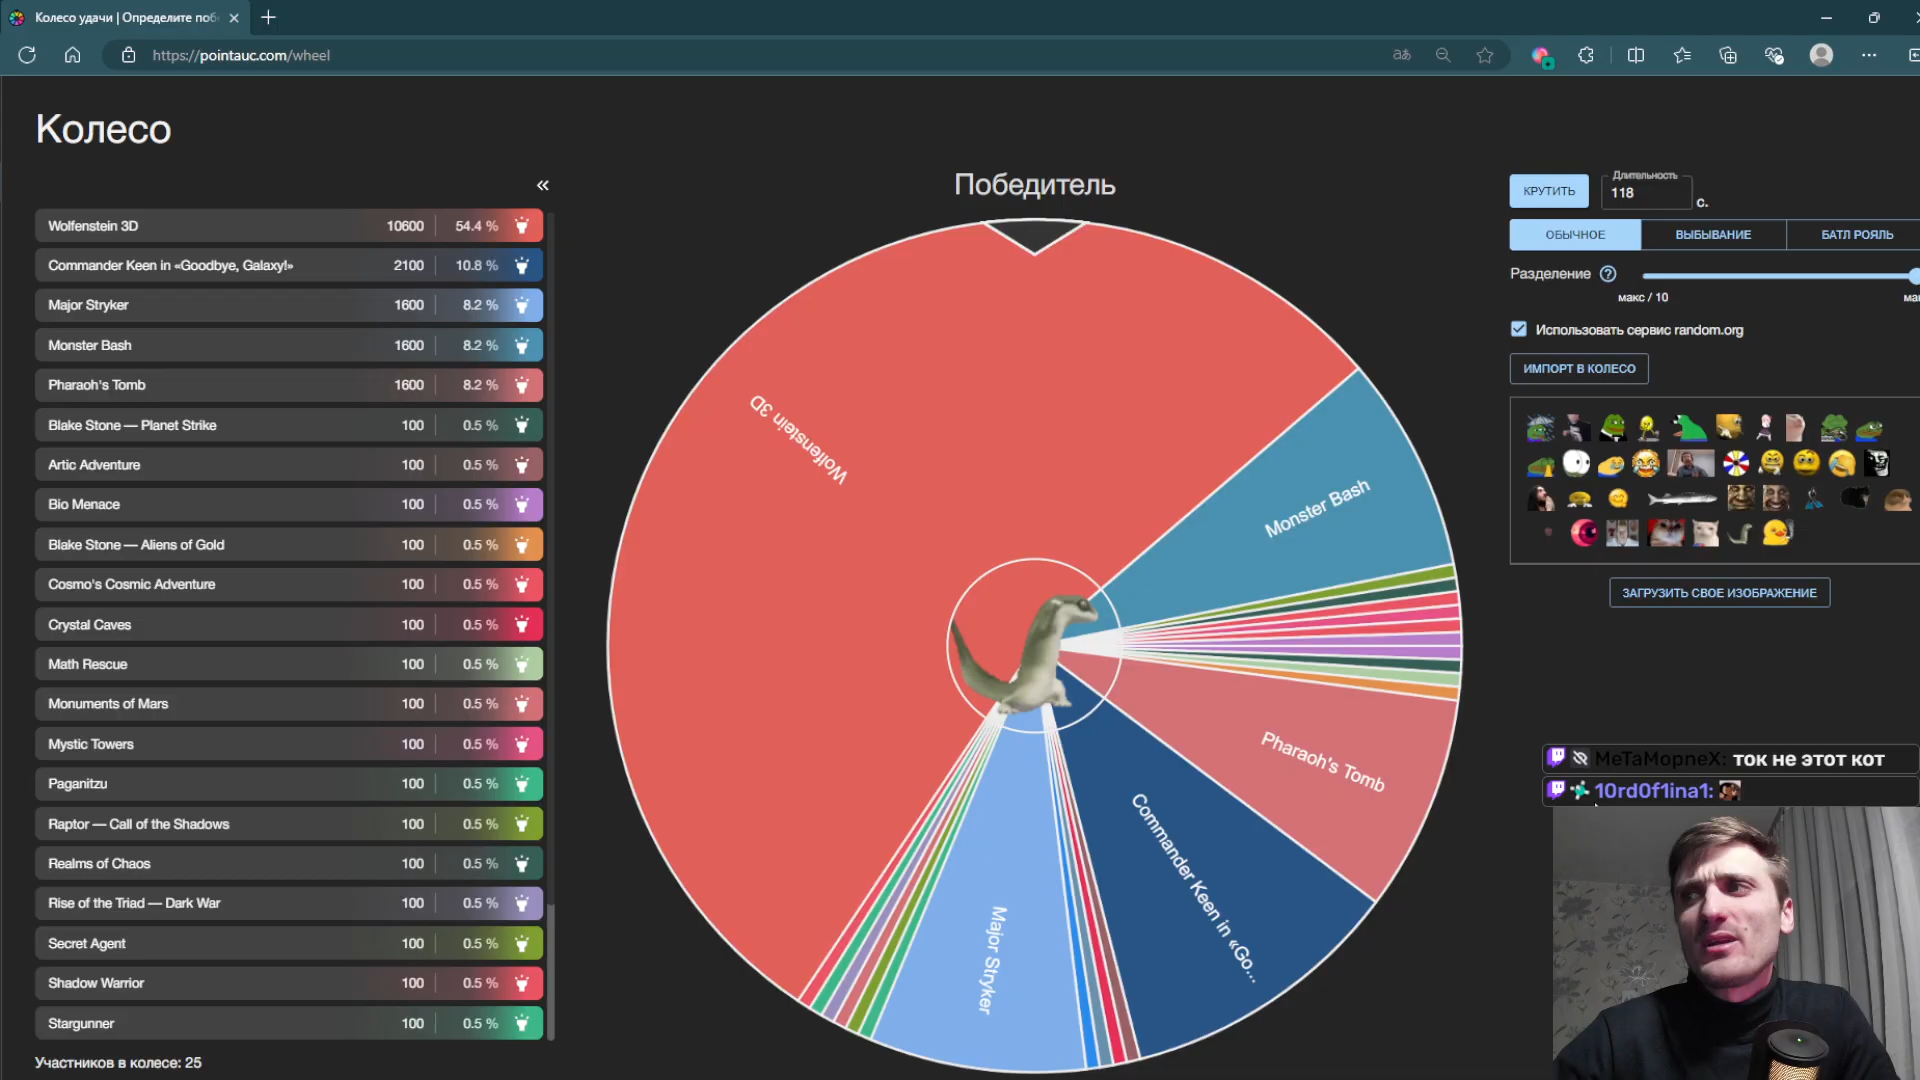 Колесо удачи | Определите поб
https://pointauc.com/wheel
Колесо
Победитель
Wolfenstein 3D 10600 54.4 %
Commander Keen in «Goodbye, Galaxy!» 2100 10.8 %
Major Stryker 1600 8.2 %
Monster Bash 1600 8.2 %
Pharaoh's Tomb 1600 8.2 %
Blake Stone — Planet Strike 100 0.5 %
Artic Adventure 100 0.5 %
Bio Menace 100 0.5 %
Blake Stone — Aliens of Gold 100 0.5 %
Cosmo's Cosmic Adventure 100 0.5 %
Crystal Caves 100 0.5 %
Math Rescue 100 0.5 %
Monuments of Mars 100 0.5 %
Mystic Towers 100 0.5 %
Paganitzu 100 0.5 %
Raptor — Call of the Shadows 100 0.5 %
Realms of Chaos 100 0.5 %
Rise of the Triad — Dark War 100 0.5 %
Secret Agent 100 0.5 %
Shadow Warrior 100 0.5 %
Stargunner 100 0.5 %
Участников в колесе: 25
Wolfenstein 3D
Monster Bash
Pharaoh's Tomb
Commander Keen in «Go...
Major Stryker
КРУТИТЬ
Длительность
118 с.
ОБЫЧНОЕ ВЫБЫВАНИЕ БАТЛ РОЯЛЬ
Разделение
макс / 10 мак
Использовать сервис random.org
ИМПОРТ В КОЛЕСО
ЗАГРУЗИТЬ СВОЕ ИЗОБРАЖЕНИЕ
MeTaMopneX: ток не этот кот
10rd0f1ina1: